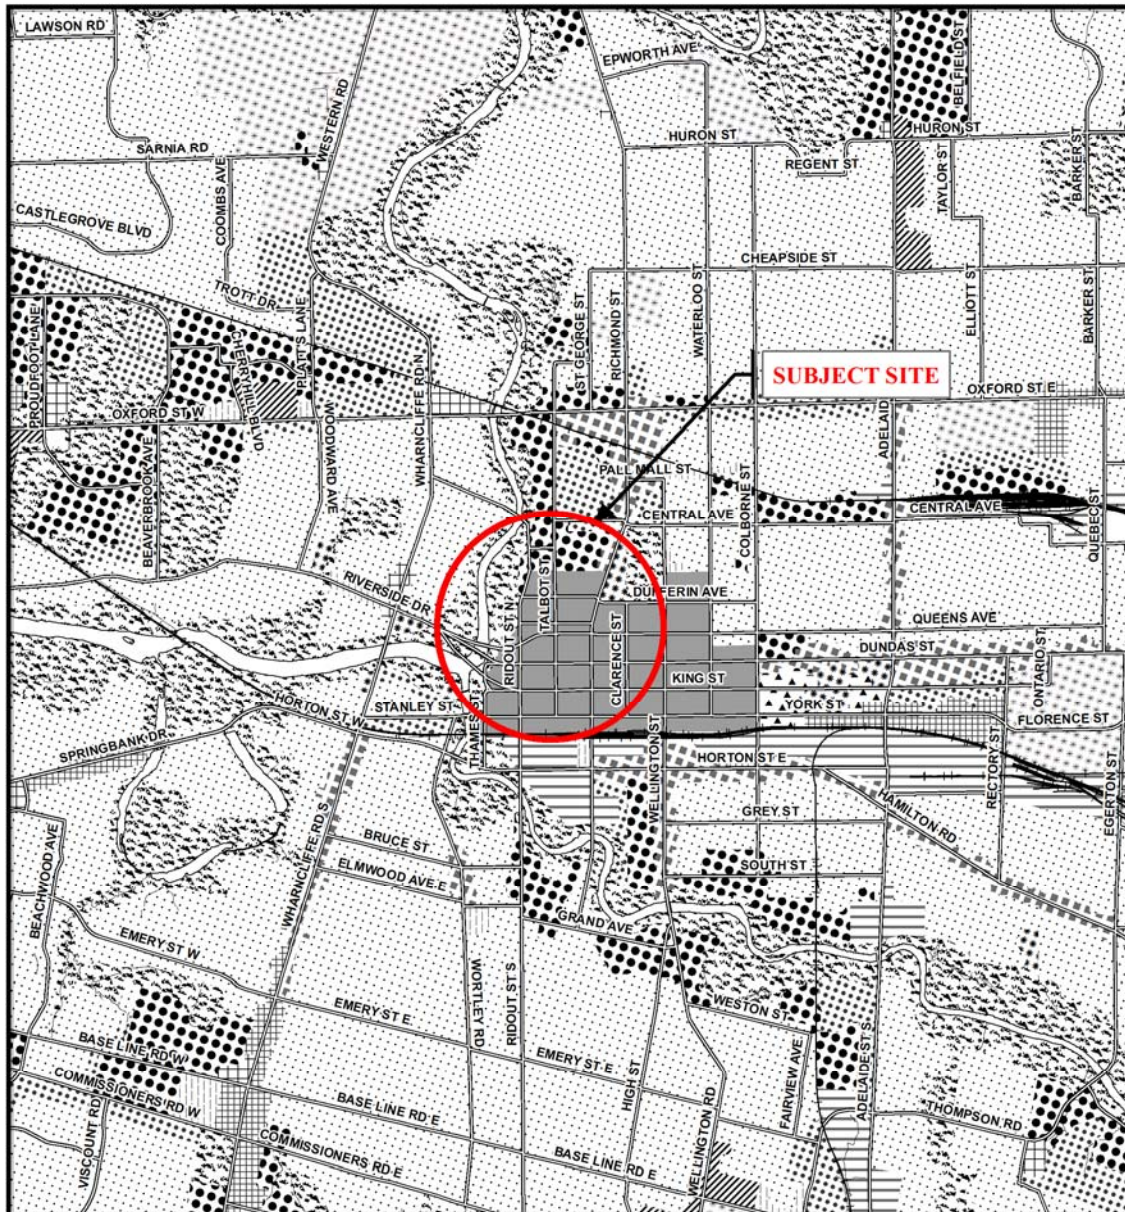 LAWSON RD
EPWORTH AVE
BELFIELD ST
WESTERN RD
HURON ST
HURON ST
SARNIA RD
COOMBS AVE
REGENT ST
TAYLOR ST
BARKER ST
CASTLEGROVE BLVD
CHEAPSIDE ST
TROTT DR
PLATT'S LANE
ST GEORGE ST
RICHMOND ST
WATERLOO ST
ELLIOTT ST
BARKER ST
PROUDFOOT LANE
CHERRYHILL BLVD
WHARNCLIFFE RD N
SUBJECT SITE
OXFORD ST W
OXFORD ST E
BEAVERBROOK AVE
WOODWARD AVE
ADELAID
PALL MALL ST
COLBORNE ST
CENTRAL AVE
CENTRAL AVE
QUEBEC ST
RIVERSIDE DR
TALBOT ST
DUFFERIN AVE
QUEENS AVE
RIDOUT ST N
CLARENCE ST
DUNDAS ST
KING ST
ONTARIO ST
STANLEY ST
YORK ST
FLORENCE ST
HORTON ST W
THAMES ST
SPRINGBANK DR
WELLINGTON ST
HORTON ST E
RECTORY ST
EGERTON ST
HAMILTON RD
GREY ST
BEACHWOOD AVE
WHARNCLIFFE RD S
BRUCE ST
ELMWOOD AVE E
SOUTH ST
GRAND AVE
EMERY ST W
WORTLEY RD
RIDOUT ST S
EMERY ST E
WESTON ST
BASE LINE RD W
EMERY ST E
HIGH ST
FAIRVIEW AVE
ADELAIDE ST S
COMMISSIONERS RD W
BASE LINE RD E
THOMPSON RD
VISCOUNT RD
COMMISSIONERS RD E
BASE LINE RD E
WELLINGTON RD